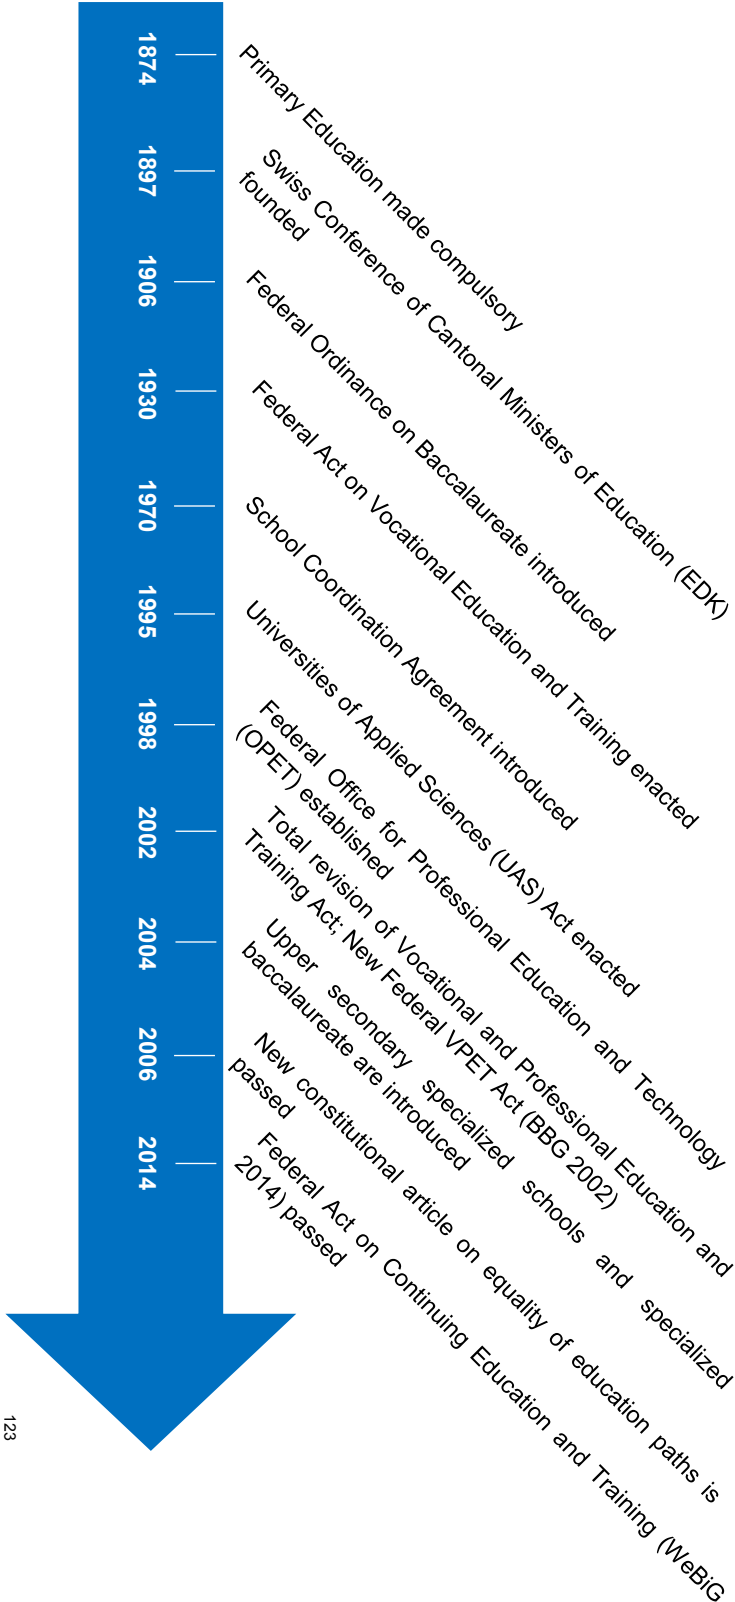 1874
Primary Education made compulsory
1897
Swiss Conference of Cantonal Ministers of Education (EDK)
founded
1906
Federal Ordinance on Baccalaureate introduced
1930
Federal Act on Vocational Education and Training enacted
1970
School Coordination Agreement introduced
1995
Universities of Applied Sciences (UAS) Act enacted
1998
Federal Office for Professional Education and Technology
(OPET) established
2002
Total revision of Vocational and Professional Education and
Training Act; New Federal VPET Act (BBG 2002)
2004
Upper secondary specialized schools and specialized
baccalaureate are introduced
2006
New constitutional article on equality of education paths is
passed
2014
Federal Act on Continuing Education and Training (WeBiG
2014) passed
123